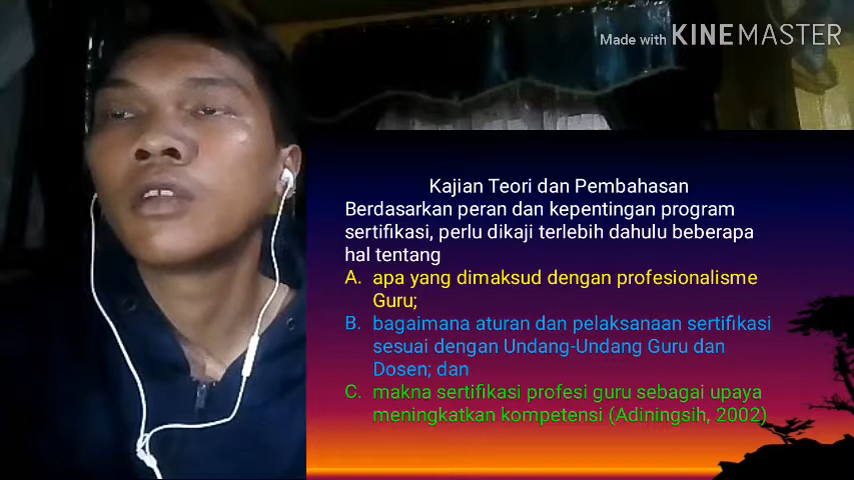 Made with KINEMASTER
Kajian Teori dan Pembahasan
Berdasarkan peran dan kepentingan program
sertifikasi, perlu dikaji terlebih dahulu beberapa
hal tentang
A. apa yang dimaksud dengan profesionalisme
Guru;
B. bagaimana aturan dan pelaksanaan sertifikasi
sesuai dengan Undang-Undang Guru dan
Dosen; dan
C. makna sertifikasi profesi guru sebagai upaya
meningkatkan kompetensi (Adiningsih, 2002)